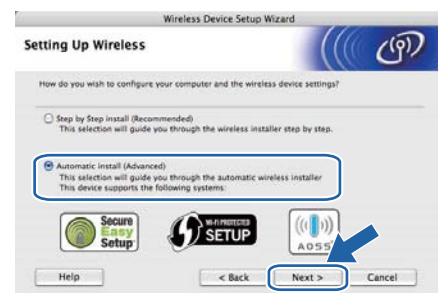 Wireless Device Setup Wizard
Setting Up Wireless
How do you wish to configure your computer and the wireless device settings?
Step by Step install (Recommended)
This selection will guide you through the wireless installer step by step.
Automatic install (Advanced)
This selection will guide you through the automatic wireless installer
This device supports the following systems:
Secure
Easy
Setup
WI-FI PROTECTED
SETUP
AOSS
Help
< Back
Next >
Cancel